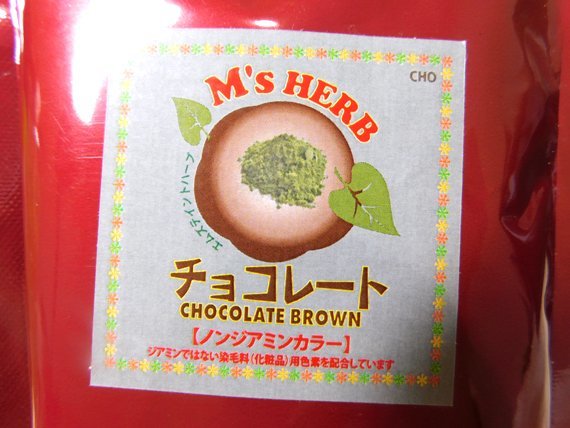 CHO
M's HERB
エムズテイントハーブ
チョコレート
CHOCOLATE BROWN
【ノンジアミンカラー】
ジアミンではない染毛料(化粧品)用色素を配合しています